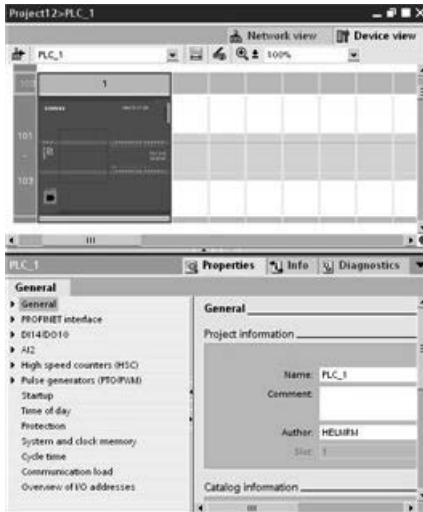 Project12>PLC_1
Network view Device view
PLC_1 100%
1
SIEMENS
101
-
103
PLC_1 Properties Info Diagnostics
General
General
PROFINET interface
DI14/DO10
AI2
High speed counters (HSC)
Pulse generators (PTO/PWM)
Startup
Time of day
Protection
System and clock memory
Cycle time
Communication load
Overview of I/O addresses
General
Project information
Name: PLC_1
Comment:
Author:
Slot: 1
Catalog information